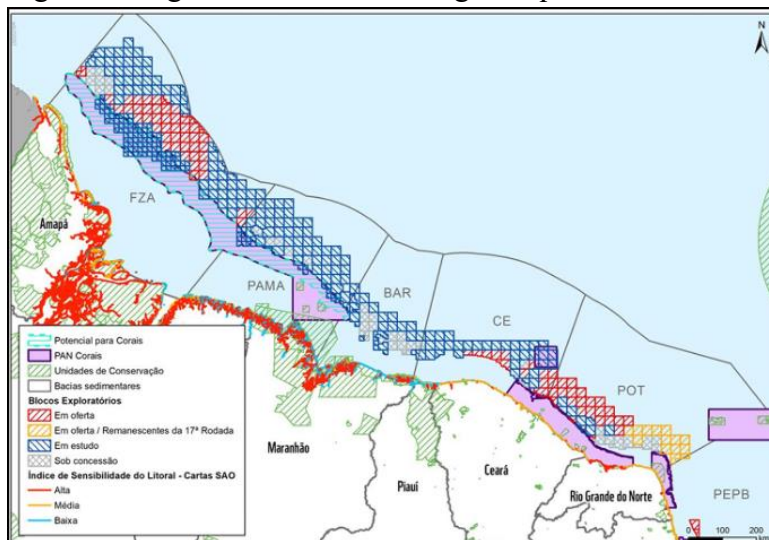 N
FZA
Amapá
PAMA
BAR
CE
POT
PEPB
Maranhão
Piauí
Ceará
Rio Grande do Norte
Potencial para Corais
PAN Corais
Unidades de Conservação
Bacias sedimentares
Blocos Exploratórios
Em oferta
Em oferta / Remanescentes da 17ª Rodada
Em estudo
Sob concessão
Índice de Sensibilidade do Litoral - Cartas SAO
Alta
Média
Baixa
0 100 200
km